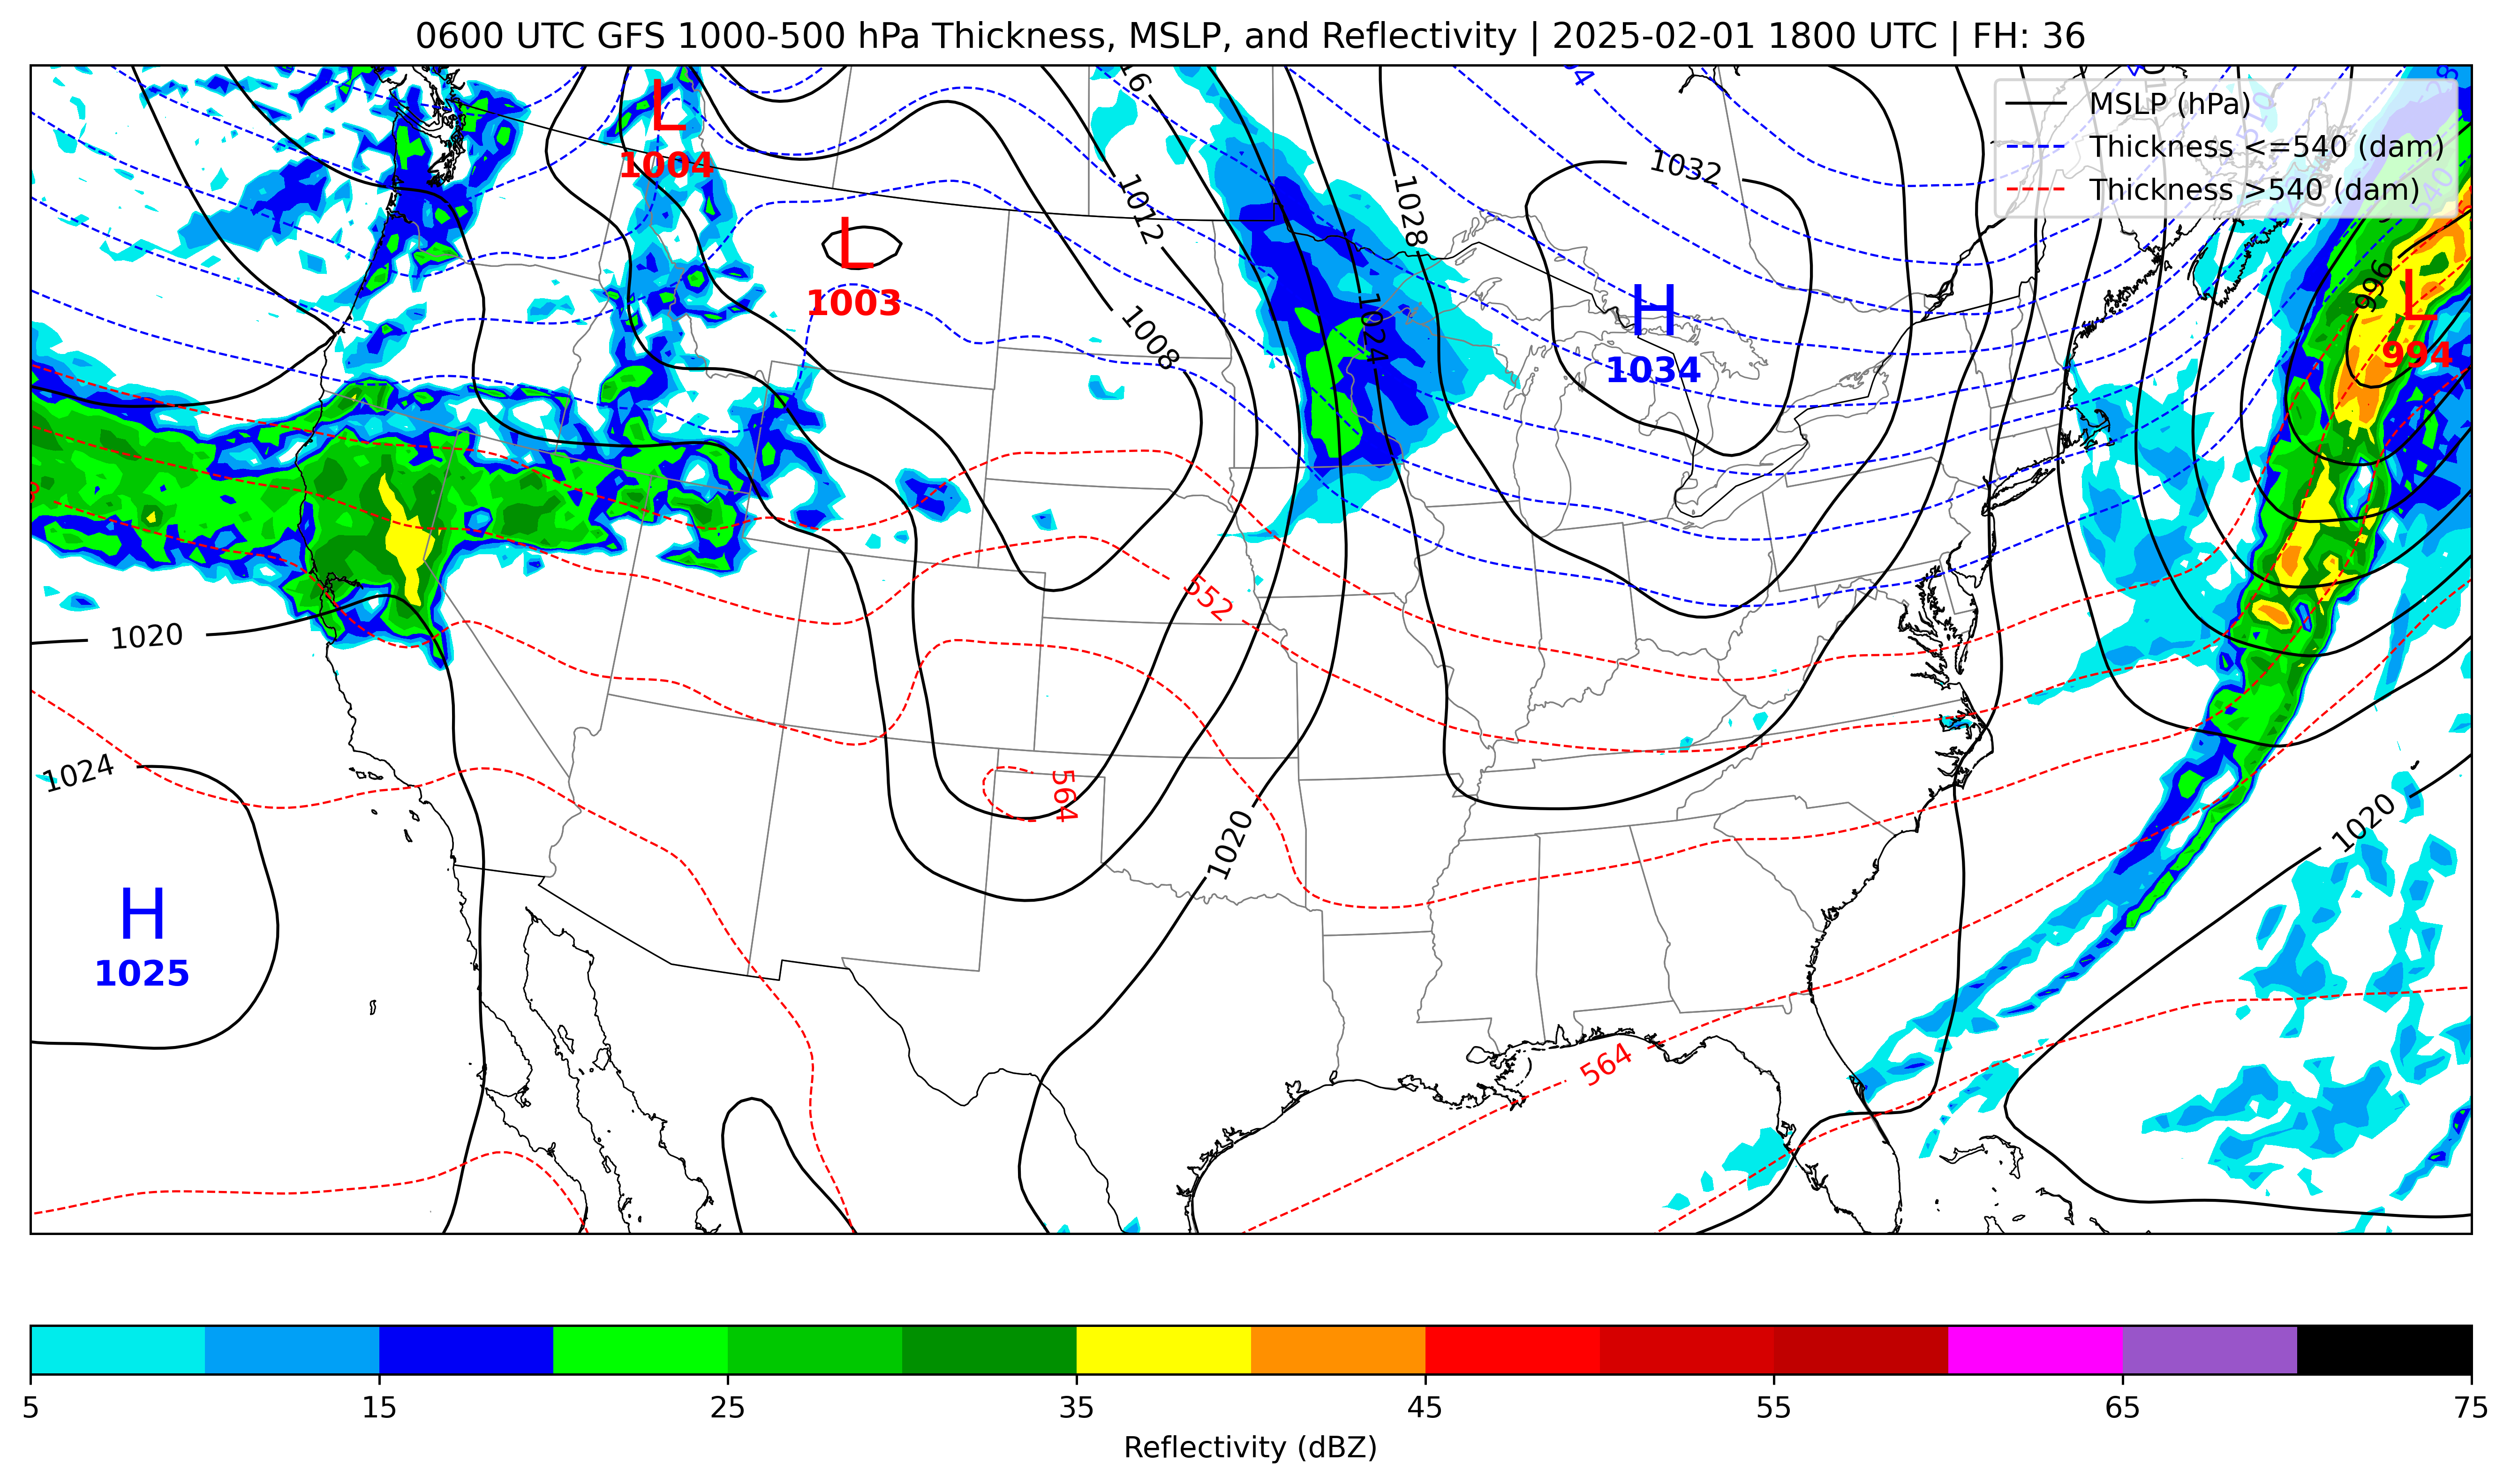 0600 UTC GFS 1000-500 hPa Thickness, MSLP, and Reflectivity | 2025-02-01 1800 UTC | FH: 36
MSLP (hPa)
Thickness <=540 (dam)
Thickness >540 (dam)
L
1004
L
1003
H
1034
L
994
H
1025
1012
1008
1028
1032
1024
996
1020
1024
1020
1020
552
564
564
510
540
5 15 25 35 45 55 65 75
Reflectivity (dBZ)